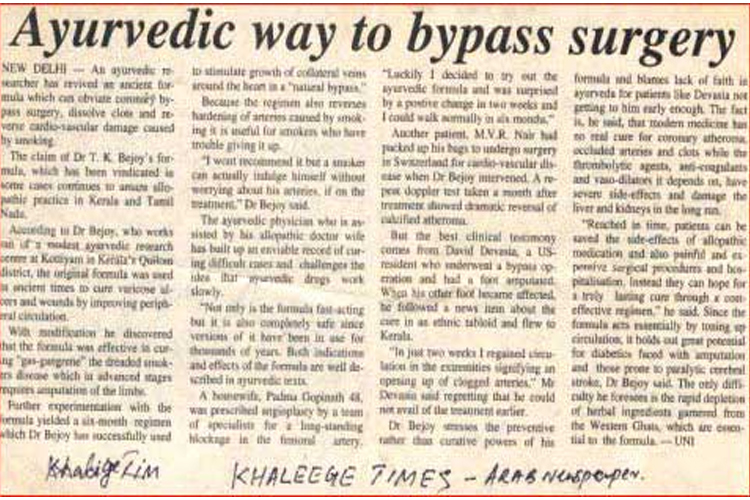 Ayurvedic way to bypass surgery
NEW DELHI — An ayurvedic re-
searcher has revived an ancient for-
mula which can obviate coronary by-
pass surgery, dissolve clots and re-
verse cardio-vascular damage caused
by smoking.
The claim of Dr T. K. Bejoy's for-
mula, which has been vindicated in
some cases continues to amaze allo-
pathic practice in Kerala and Tamil
Nadu.
According to Dr Bejoy, who works
out of a modest ayurvedic research
centre at Kottiyam in Kerala's Quilon
district, the original formula was used
in ancient times to cure varicose ul-
cers and wounds by improving periph-
eral circulation.
With modification he discovered
that the formula was effective in cur-
ing "gas-gangrene" the dreaded smok-
ers disease which in advanced stages
requires amputation of the limbs.
Further experimentation with the
formula yielded a six-month regimen
which Dr Bejoy has successfully used
to stimulate growth of collateral veins
around the heart in a "natural bypass."
Because the regimen also reverses
hardening of arteries caused by smok-
ing it is useful for smokers who have
trouble giving it up.
"I wont recommend it but a smoker
can actually indulge himself without
worrying about his arteries, if on the
treatment," Dr Bejoy said.
The ayurvedic physician who is as-
sisted by his allopathic doctor wife
has built up an enviable record of cur-
ing difficult cases and challenges the
idea that ayurvedic drugs work
slowly.
"Not only is the formula fast-acting
but it is also completely safe since
versions of it have been in use for
thousands of years. Both indications
and effects of the formula are well de-
scribed in ayurvedic texts.
A housewife, Padma Gopinath 48,
was prescribed angioplacy by a team
of specialists for a long-standing
blockage in the femoral artery.
"Luckily I decided to try out the
ayurvedic formula and was surprised
by a postive change in two weeks and
I could walk normally in six months."
Another patient, M.V.R. Nair had
packed up his bags to undergo surgery
in Switzerland for cardio-vascular dis-
ease when Dr Bejoy intervened. A re-
peat doppler test taken a month after
treatment showed dramatic reversal of
calcified atheroma.
But the best clinical testimony
comes from David Devasia, a US-
resident who underwent a bypass op-
eration and had a foot amputated.
When his other foot became affected,
he followed a news item about the
cure in an ethnic tabloid and flew to
Kerala.
"In just two weeks I regained circu-
lation in the extremities signifying an
opening up of clogged arteries," Mr
Devasia said regretting that he could
not avail of the treatment earlier.
Dr Bejoy stresses the preventive
rather than curative powers of his
formula and blames lack of faith in
ayurveda for patients like Devasia not
getting to him early enough. The fact
is, he said, that modern medicine has
no real cure for coronary atheroma,
occluded arteries and clots while the
thrombolytic agents, anti-coagulants
and vaso-dilators it depends on, have
severe side-effects and damage the
liver and kidneys in the long run.
"Reached in time, patients can be
saved the side-effects of allopathic
medication and also painful and ex-
pensive surgical procedures and hos-
pitalisation. Instead they can hope for
a truly lasting cure through a cost-
effective regimen," he said. Since the
formula acts essentially by toning up
circulation, it holds out great potential
for diabetics faced with amputation
and those prone to paralytic cerebral
stroke, Dr Bejoy said. The only diffi-
culty he foresees is the rapid depletion
of herbal ingredients garnered from
the Western Ghats, which are essen-
tial to the formula. — UNI
KHALEEGE TIMES - ARAB Newspaper.